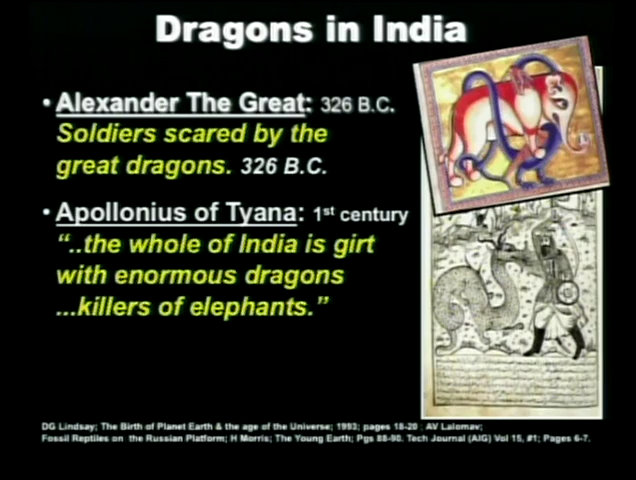 Dragons in India
• Alexander The Great: 326 B.C.
Soldiers scared by the
great dragons. 326 B.C.
• Apollonius of Tyana: 1st century
“..the whole of India is girt
with enormous dragons
...killers of elephants.”
DG Lindsay; The Birth of Planet Earth & the age of the Universe; 1993; pages 18-20 ; AV Lalomav;
Fossil Reptiles on the Russian Platform; H Morris; The Young Earth; Pgs 88-90. Tech Journal (AIG) Vol 15, #1; Pages 6-7.